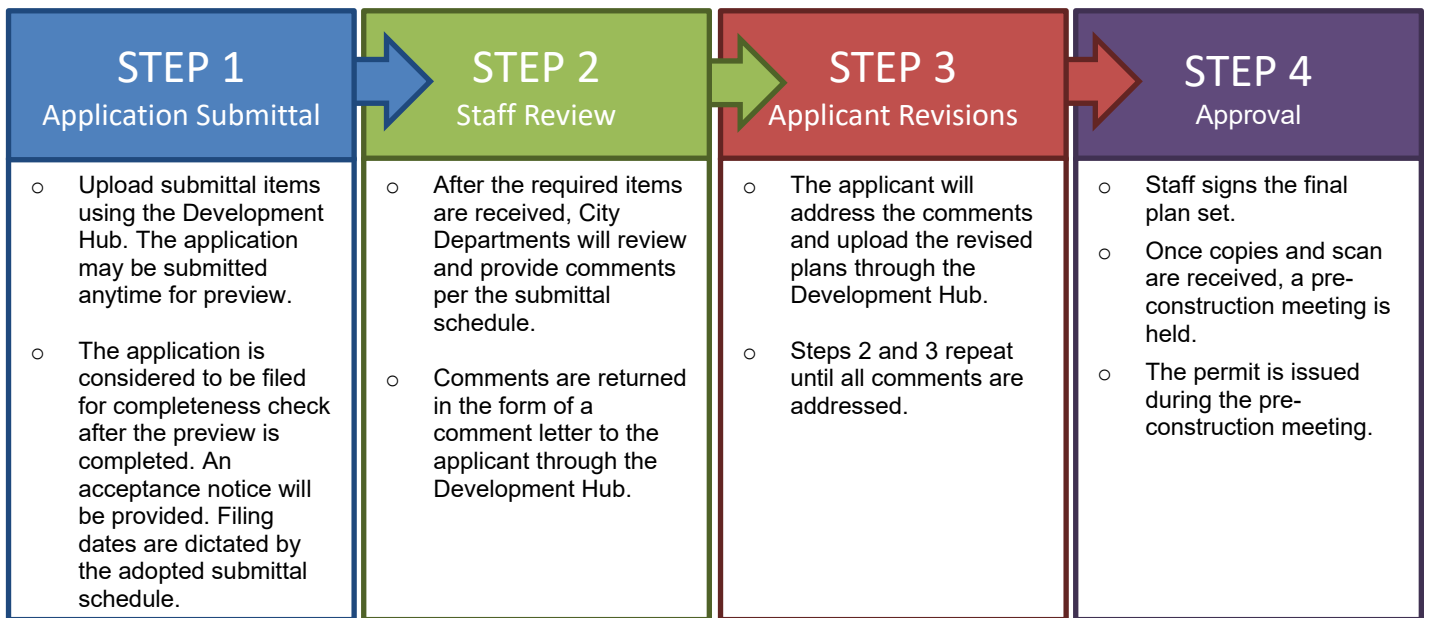 STEP 1
Application Submittal
○ Upload submittal items
using the Development
Hub. The application
may be submitted
anytime for preview.
○ The application is
considered to be filed
for completeness check
after the preview is
completed. An
acceptance notice will
be provided. Filing
dates are dictated by
the adopted submittal
schedule.
STEP 2
Staff Review
○ After the required items
are received, City
Departments will review
and provide comments
per the submittal
schedule.
○ Comments are returned
in the form of a
comment letter to the
applicant through the
Development Hub.
STEP 3
Applicant Revisions
○ The applicant will
address the comments
and upload the revised
plans through the
Development Hub.
○ Steps 2 and 3 repeat
until all comments are
addressed.
STEP 4
Approval
○ Staff signs the final
plan set.
○ Once copies and scan
are received, a pre-
construction meeting is
held.
○ The permit is issued
during the pre-
construction meeting.